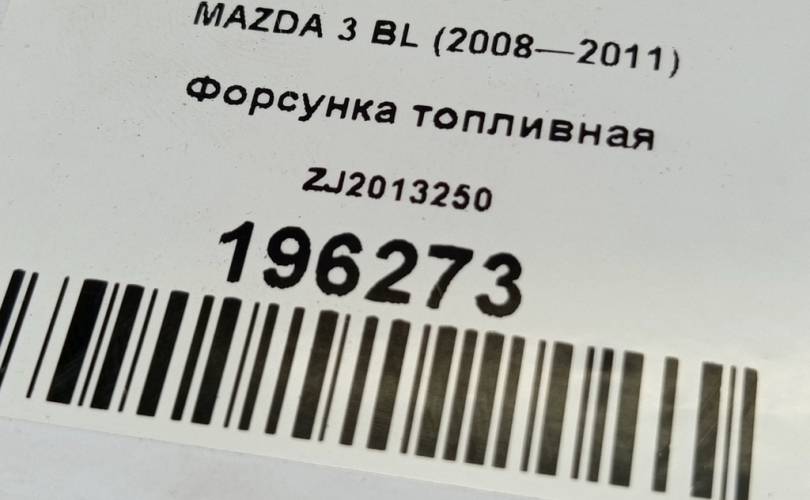 MAZDA 3 BL (2008—2011)
Форсунка топливная
ZJ2013250
196273